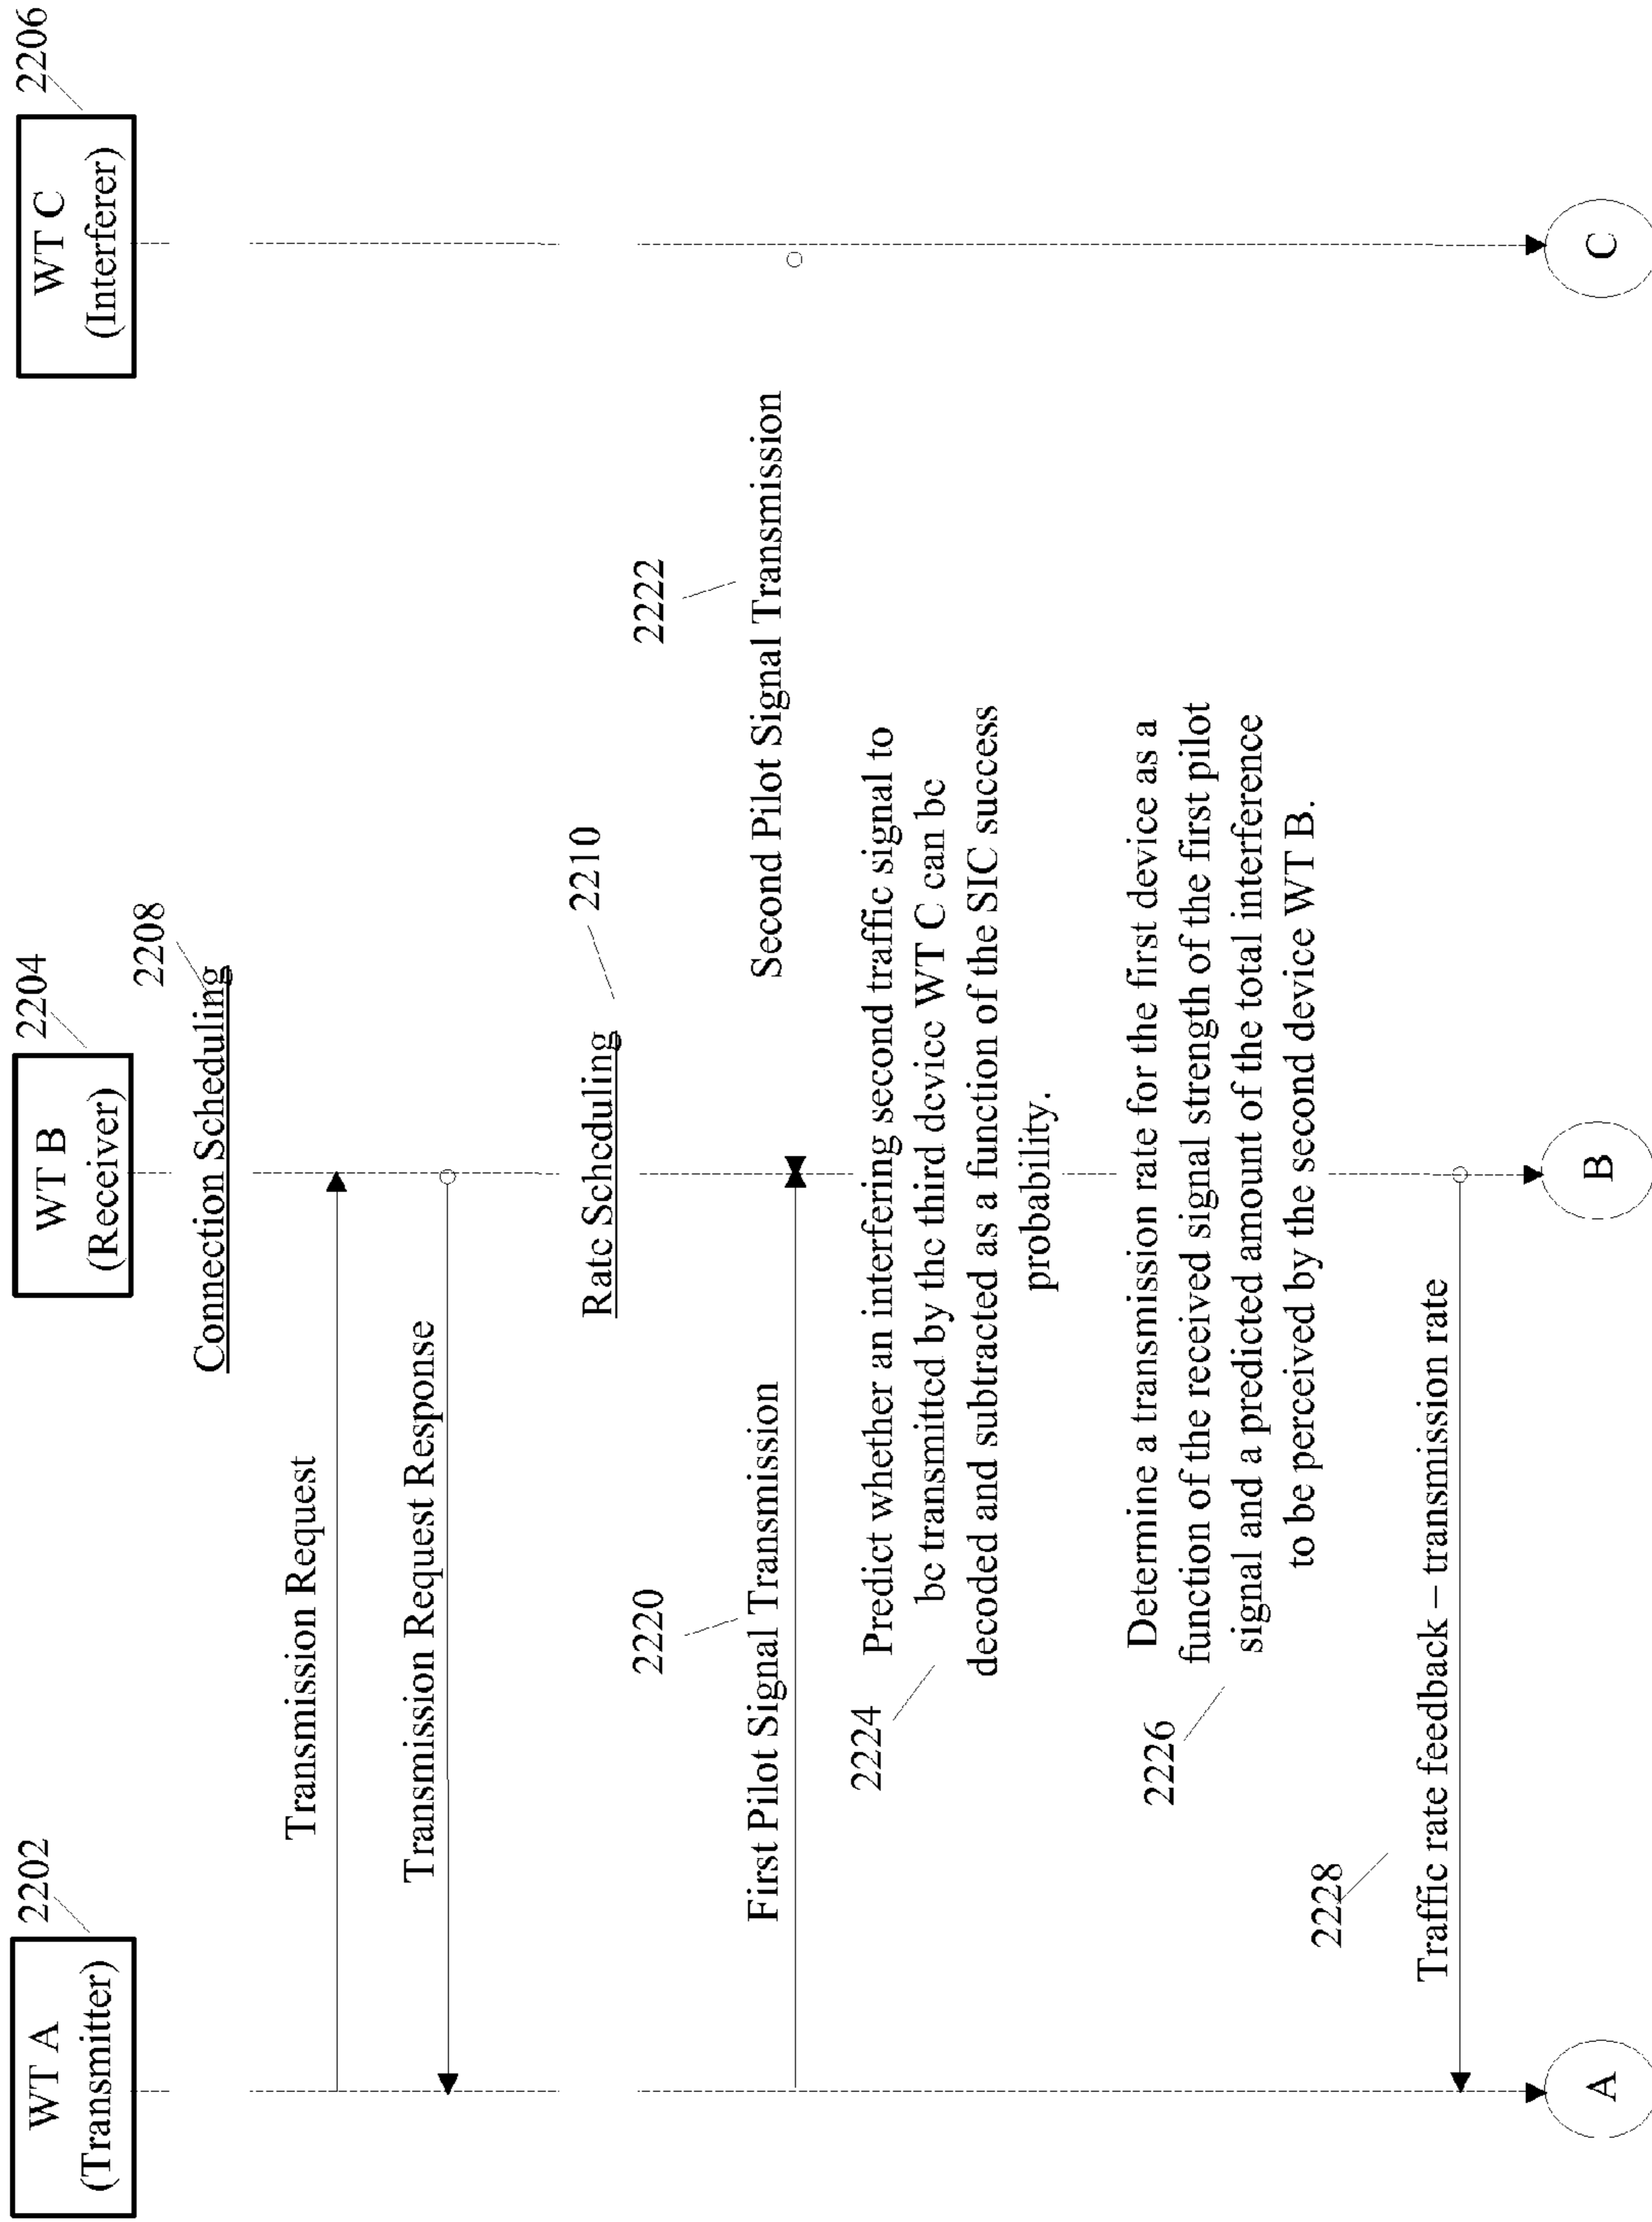 2202
WT A
(Transmitter)
2204
WT B
(Receiver)
2206
WT C
(Interferer)
2208
Connection Scheduling
Transmission Request
Transmission Request Response
2210
Rate Scheduling
2220
First Pilot Signal Transmission
2222
Second Pilot Signal Transmission
2224
Predict whether an interfering second traffic signal to
be transmitted by the third device WT C can be
decoded and subtracted as a function of the SIC success
probability.
2226
Determine a transmission rate for the first device as a
function of the received signal strength of the first pilot
signal and a predicted amount of the total interference
to be perceived by the second device WT B.
2228
Traffic rate feedback – transmission rate
A
B
C